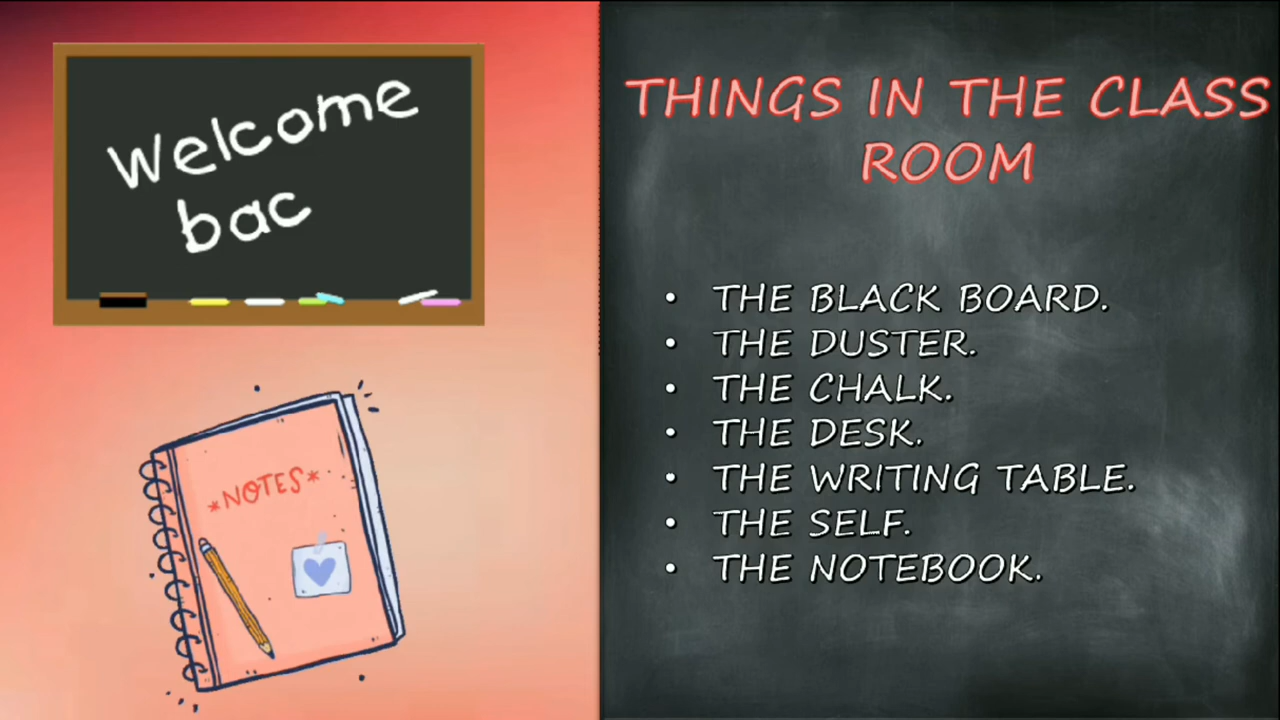 Welcome
bac
*NOTES*
THINGS IN THE CLASS
ROOM
• THE BLACK BOARD.
• THE DUSTER.
• THE CHALK.
• THE DESK.
• THE WRITING TABLE.
• THE SELF.
• THE NOTEBOOK.